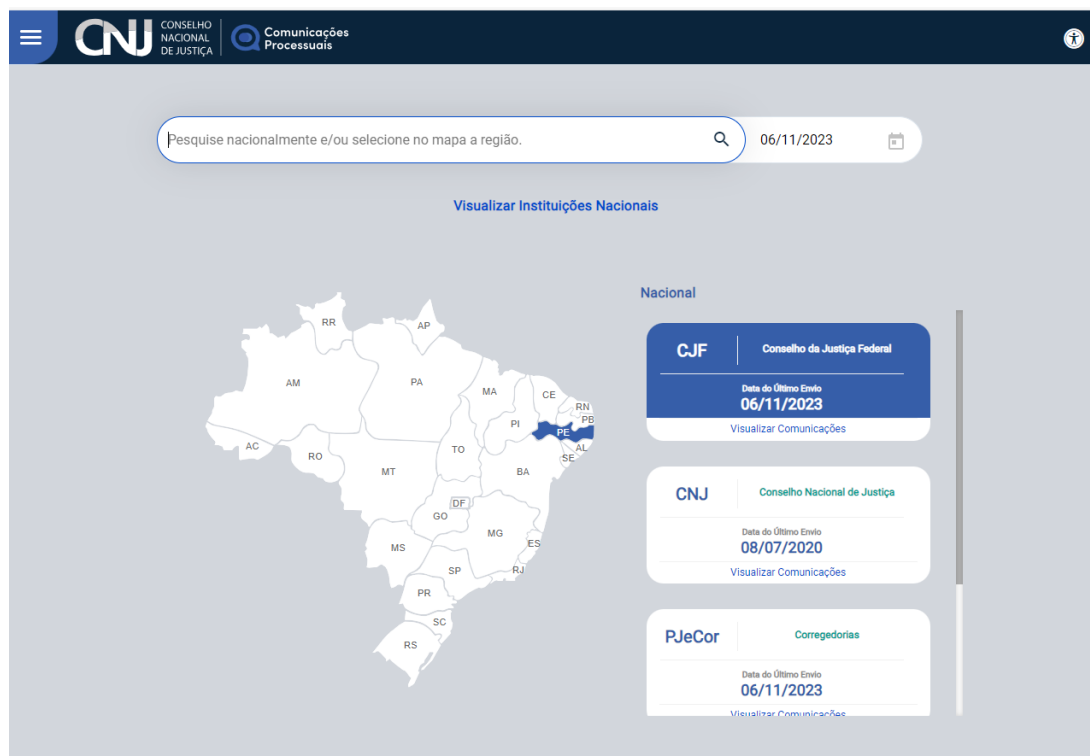 CNJ
CONSELHO
NACIONAL
DE JUSTIÇA
Comunicações
Processuais
Pesquise nacionalmente e/ou selecione no mapa a região.
06/11/2023
Visualizar Instituições Nacionais
Nacional
RR
AP
AM
PA
MA
CE
RN
PB
PI
PE
AL
SE
AC
RO
TO
MT
BA
DF
GO
MG
MS
ES
SP
RJ
PR
SC
RS
CJF
Conselho da Justiça Federal
Data do Último Envio
06/11/2023
Visualizar Comunicações
CNJ
Conselho Nacional de Justiça
Data do Último Envio
08/07/2020
Visualizar Comunicações
PJeCor
Corregedorias
Data do Último Envio
06/11/2023
Visualizar Comunicações